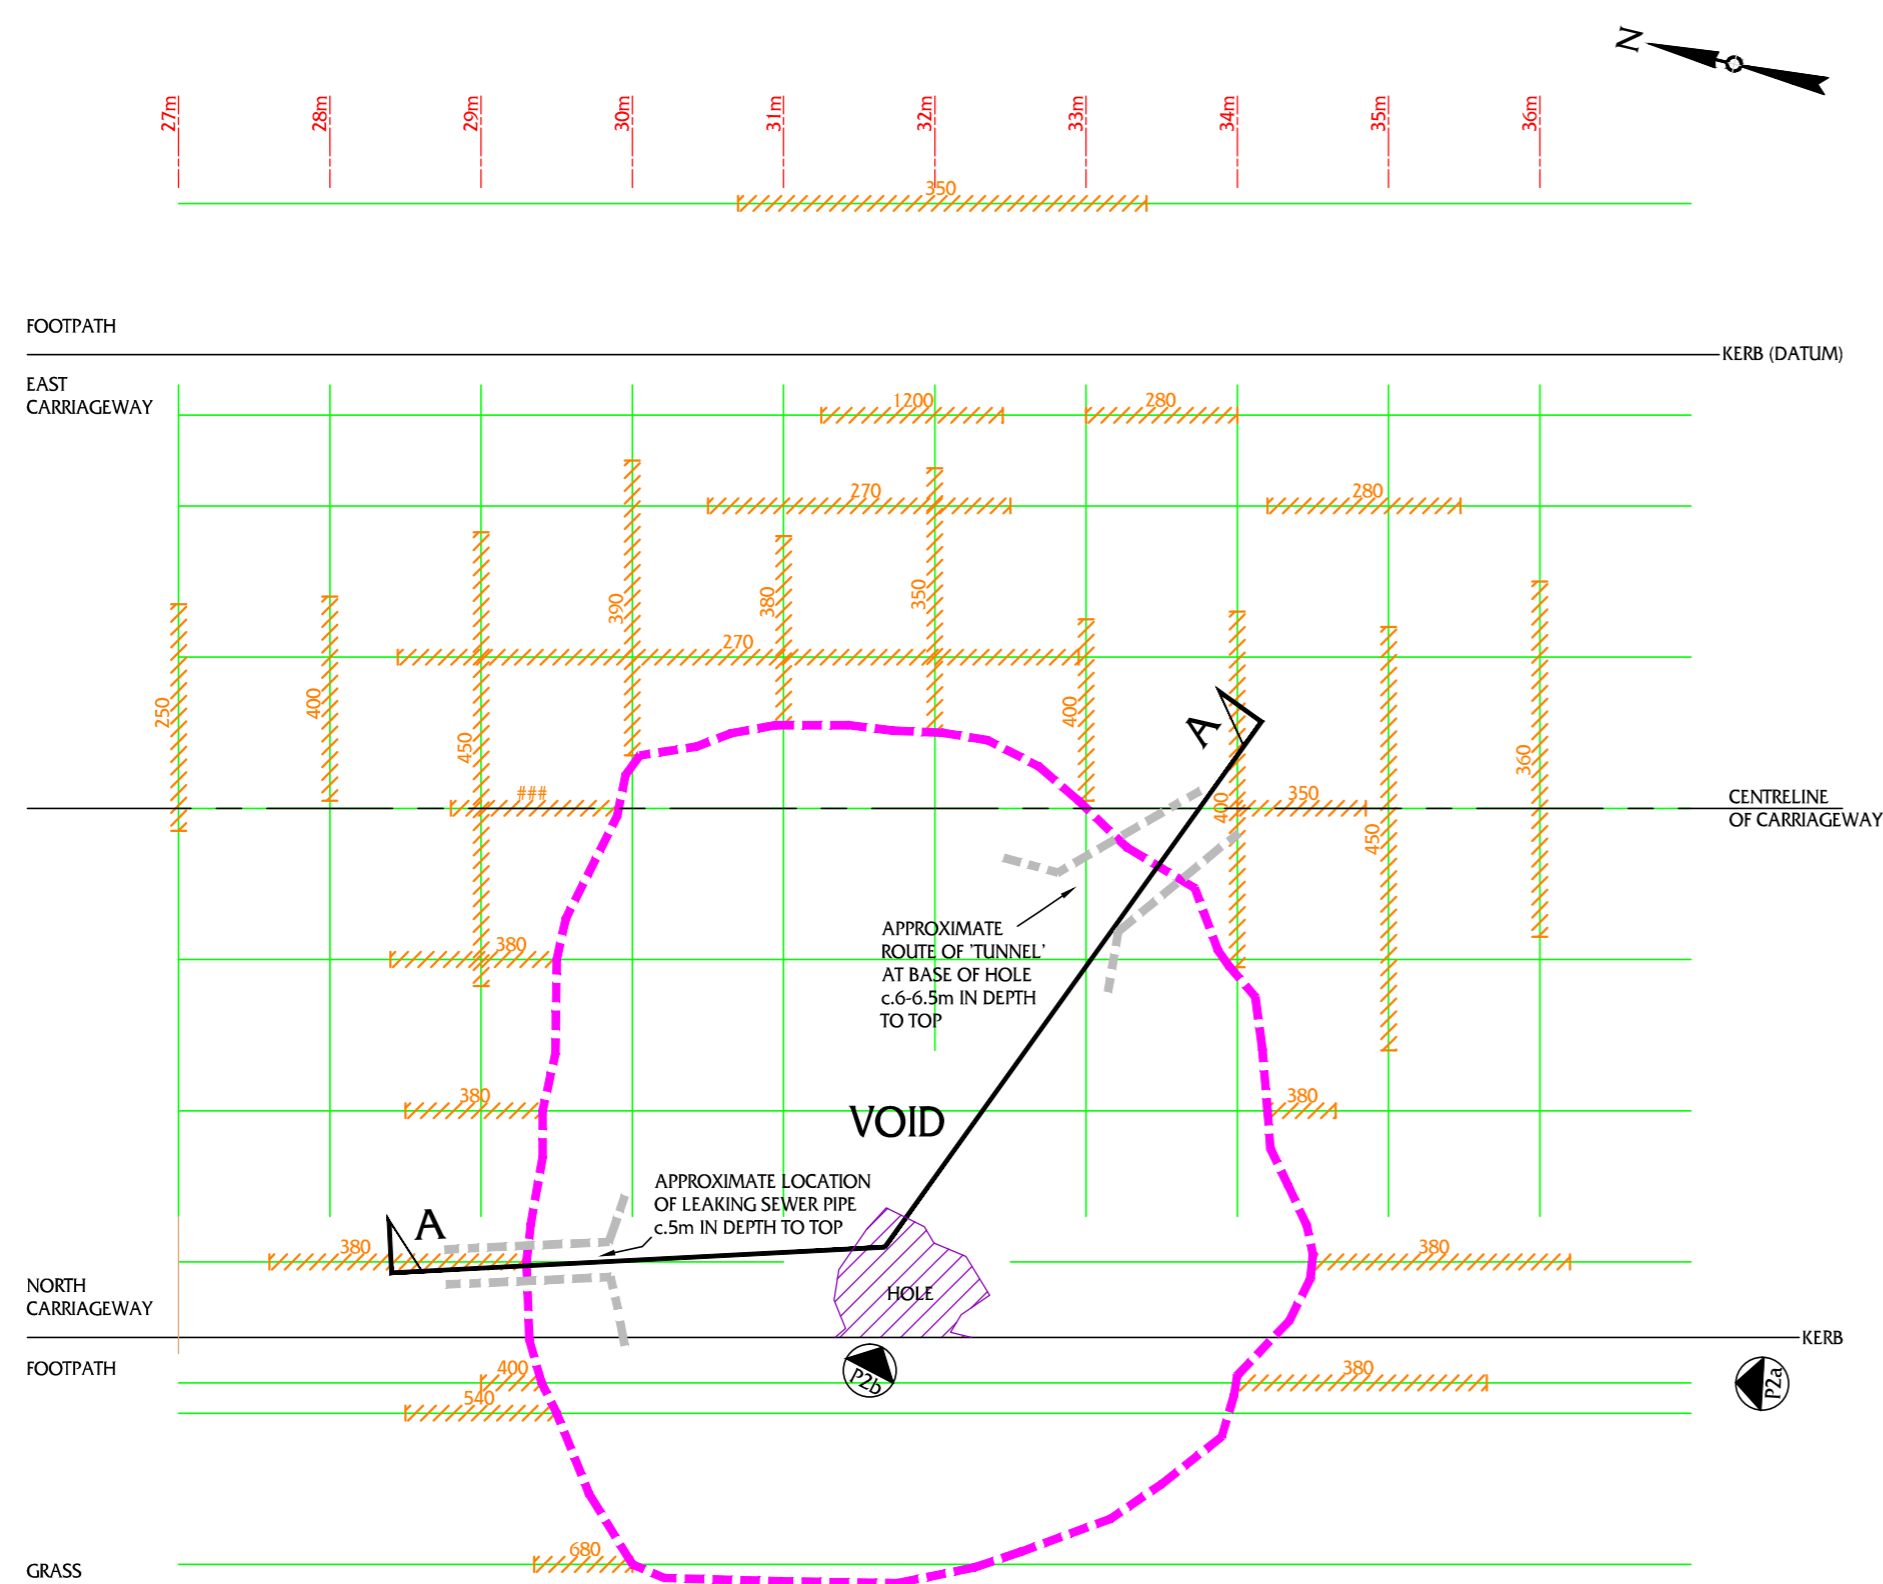 N
27m
28m
29m
30m
31m
32m
33m
34m
35m
36m
350
FOOTPATH
KERB (DATUM)
EAST
CARRIAGEWAY
1200
280
270
280
390
380
350
270
250
400
450
400
360
A
###
400
350
450
CENTRELINE
OF CARRIAGEWAY
APPROXIMATE
ROUTE OF 'TUNNEL'
AT BASE OF HOLE
c.6-6.5m IN DEPTH
TO TOP
380
380
380
VOID
APPROXIMATE LOCATION
OF LEAKING SEWER PIPE
c.5m IN DEPTH TO TOP
A
380
380
HOLE
NORTH
CARRIAGEWAY
KERB
FOOTPATH
400
P2b
380
P2a
540
680
GRASS